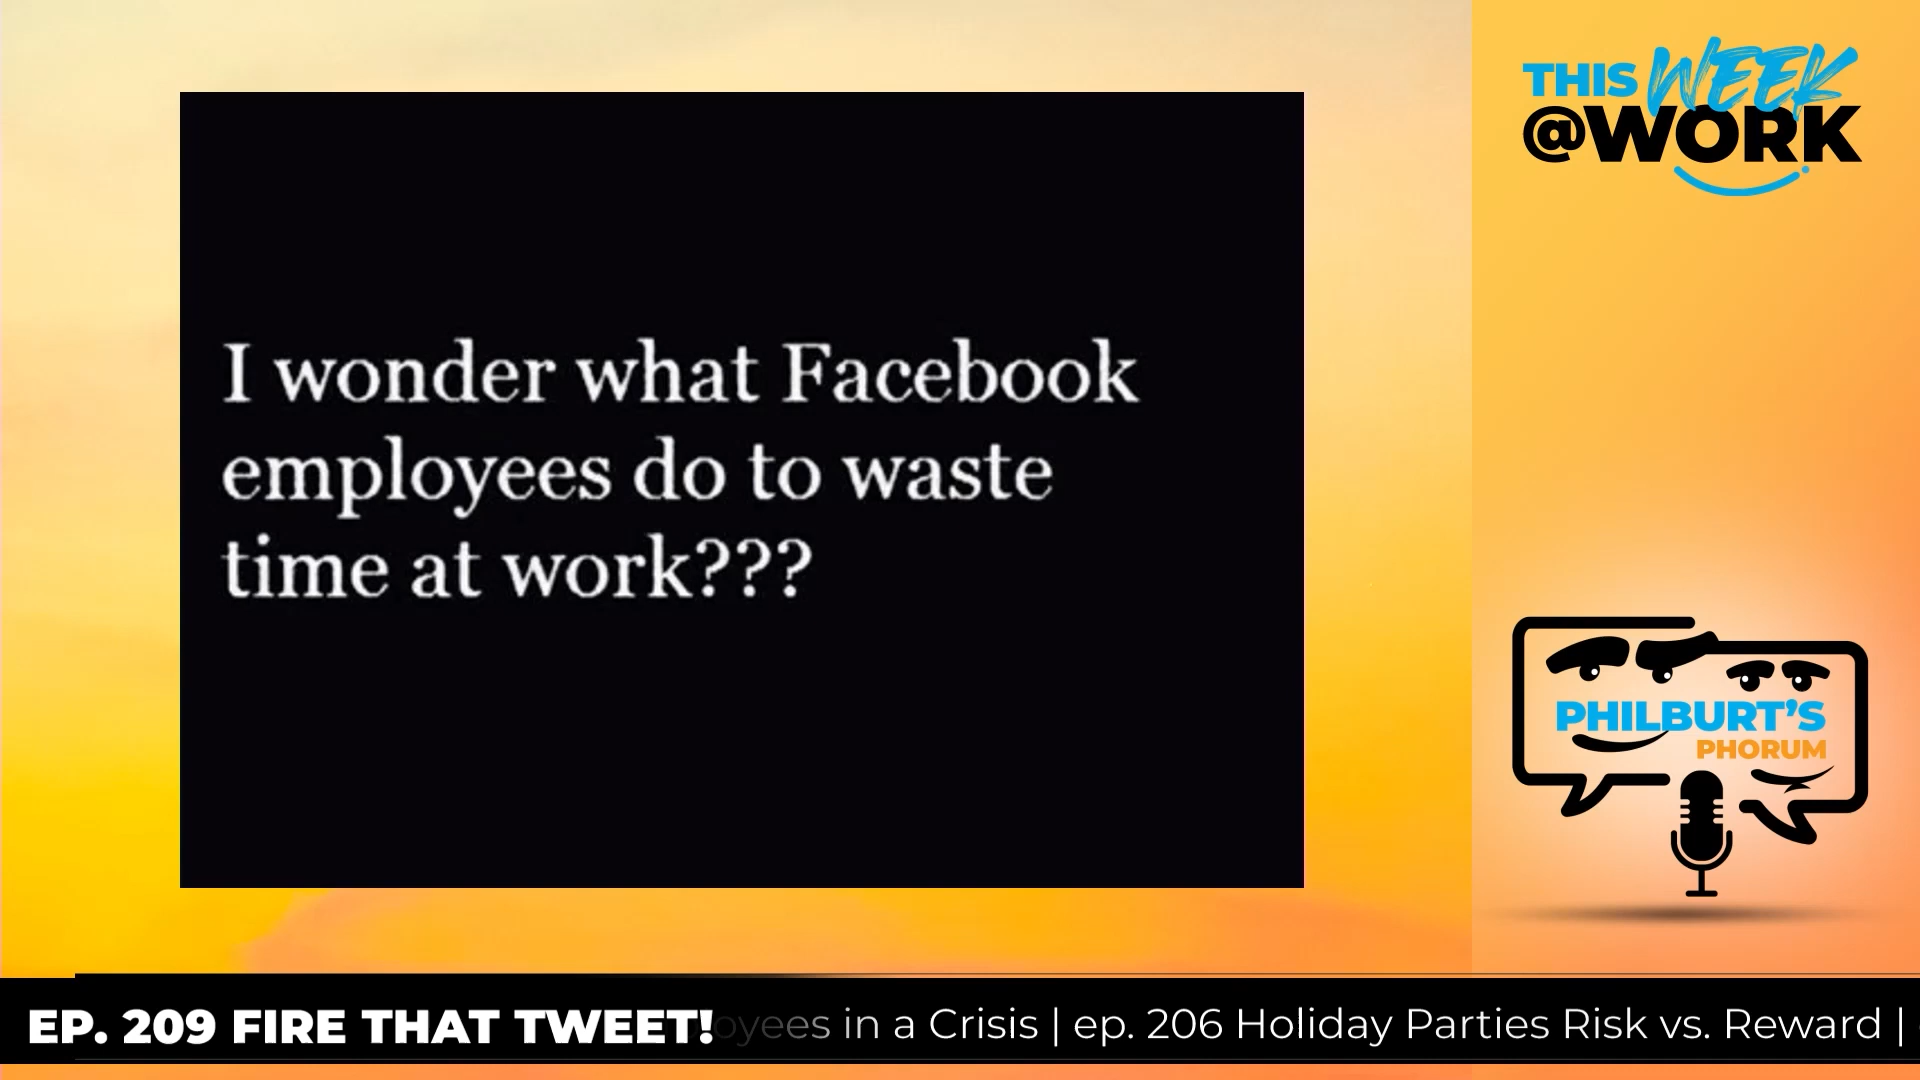 THIS WEEK
@WORK
I wonder what Facebook
employees do to waste
time at work???
PHILBURT'S
PHORUM
EP. 209 FIRE THAT TWEET! oyees in a Crisis | ep. 206 Holiday Parties Risk vs. Reward |